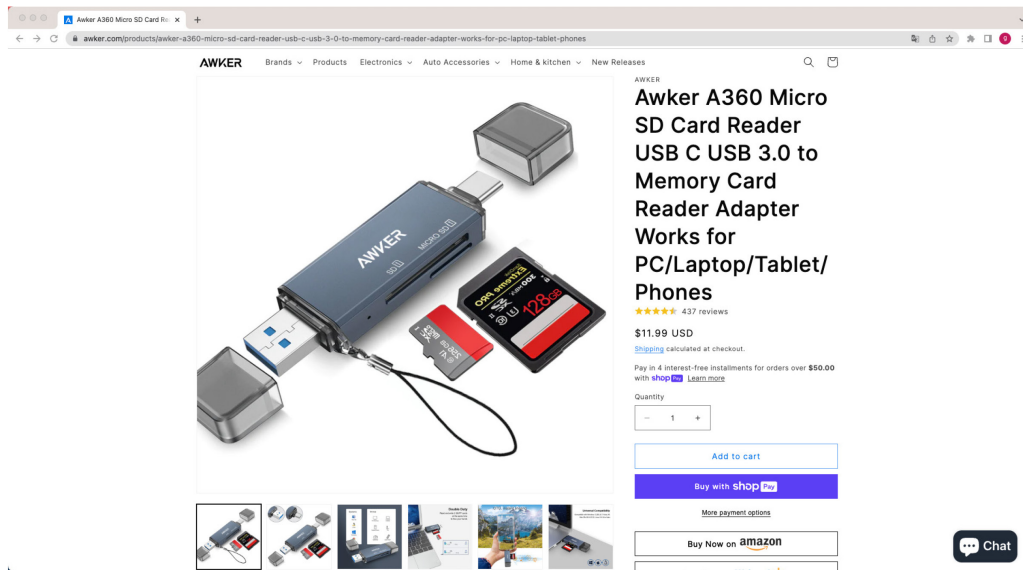 Awker A360 Micro SD Card Re
awker.com/products/awker-a360-micro-sd-card-reader-usb-c-usb-3-0-to-memory-card-reader-adapter-works-for-pc-laptop-tablet-phones
g
AWKER
Brands
Products
Electronics
Auto Accessories
Home & kitchen
New Releases
AWKER
Awker A360 Micro
SD Card Reader
USB C USB 3.0 to
Memory Card
Reader Adapter
Works for
PC/Laptop/Tablet/
Phones
437 reviews
$11.99 USD
Shipping calculated at checkout.
Pay in 4 interest-free installments for orders over $50.00
with shop Pay Learn more
Quantity
− 1 +
Add to cart
Buy with shop Pay
More payment options
Buy Now on amazon
Chat
AWKER
SD
MICRO SD
Extreme
PRO
300 MB/s
128GB